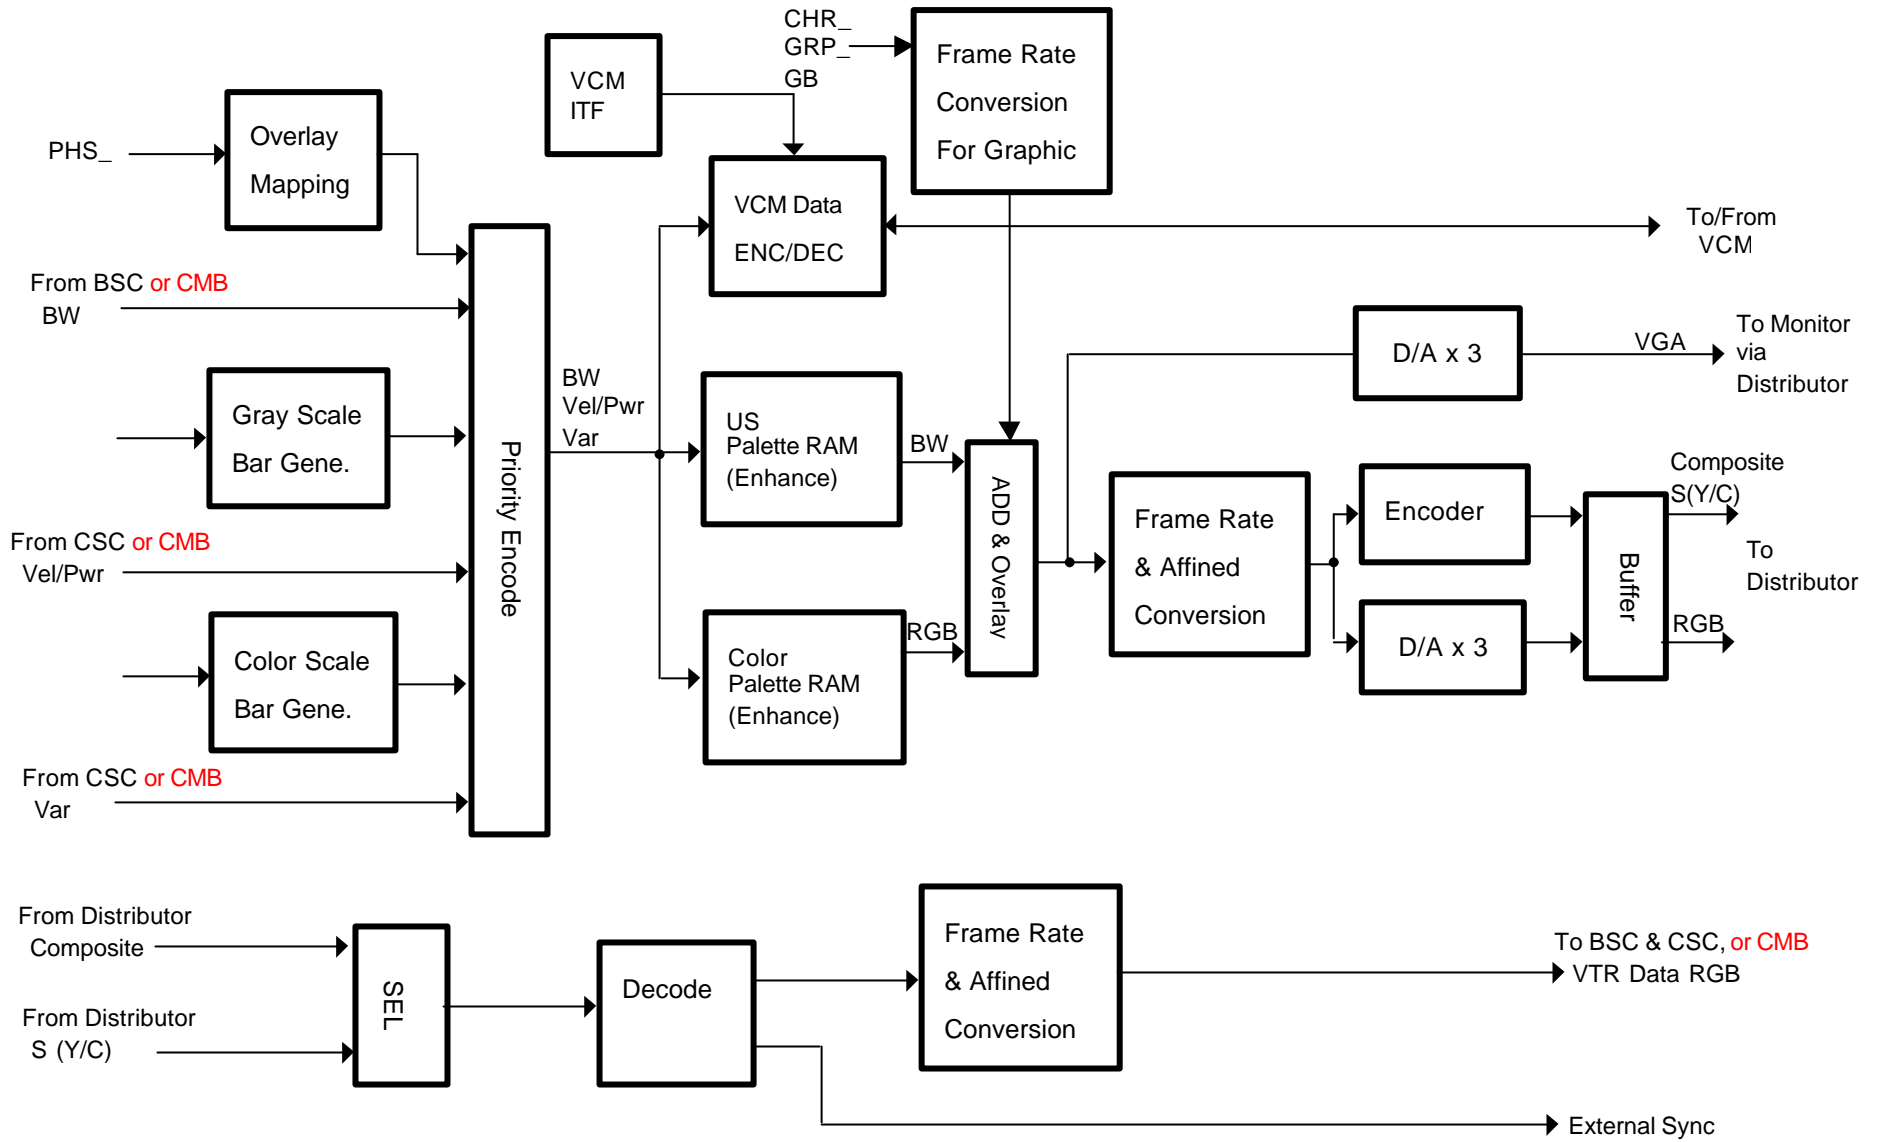 CHR_
GRP_
GB
Frame Rate
Conversion
For Graphic
VCM
ITF
PHS_
Overlay
Mapping
VCM Data
ENC/DEC
To/From
VCM
From BSC or CMB
BW
Gray Scale
Bar Gene.
From CSC or CMB
Vel/Pwr
Color Scale
Bar Gene.
From CSC or CMB
Var
Priority Encode
BW
Vel/Pwr
Var
US
Palette RAM
(Enhance)
BW
Color
Palette RAM
(Enhance)
RGB
ADD & Overlay
D/A x 3
VGA
To Monitor
via
Distributor
Frame Rate
& Affined
Conversion
Encoder
D/A x 3
Buffer
Composite
S(Y/C)
To
Distributor
RGB
From Distributor
Composite
From Distributor
S (Y/C)
SEL
Decode
Frame Rate
& Affined
Conversion
To BSC & CSC, or CMB
VTR Data RGB
External Sync